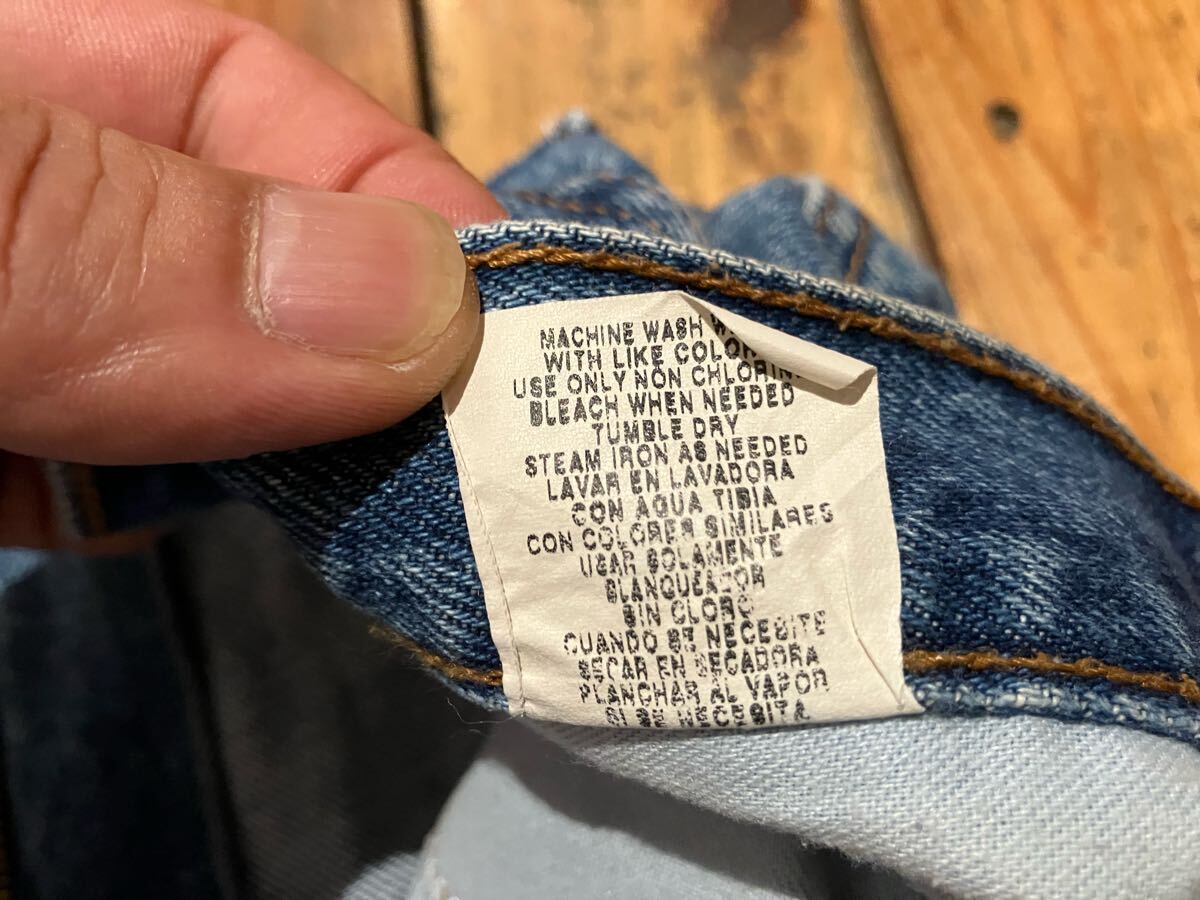 MACHINE WASH
WITH LIKE COLOR
USE ONLY NON CHLORIN
BLEACH WHEN NEEDED
TUMBLE DRY
STEAM IRON AS NEEDED
LAVAR EN LAVADORA
CON AGUA TIBIA
CON COLORES SIMILARES
USAR SOLAMENTE
BLANQUEADOR
SIN CLORO
CUANDO SE NECESITE
SECAR EN SECADORA
PLANCHAR AL VAPOR
SI SE NECESITA